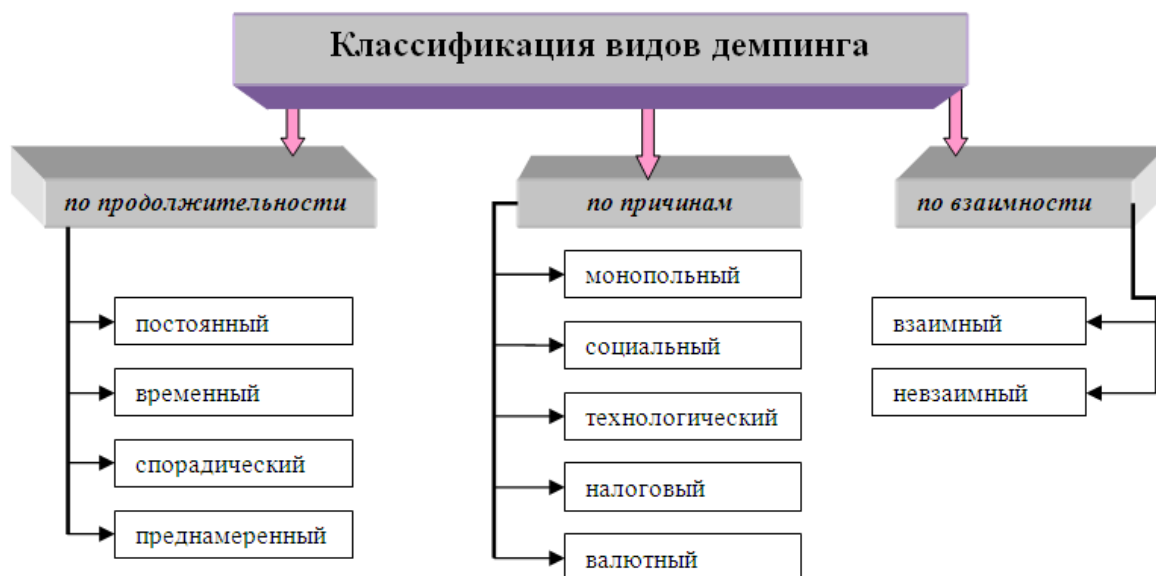 Классификация видов демпинга
по продолжительности
постоянный
временный
спорадический
преднамеренный
по причинам
монопольный
социальный
технологический
налоговый
валютный
по взаимности
взаимный
невзаимный